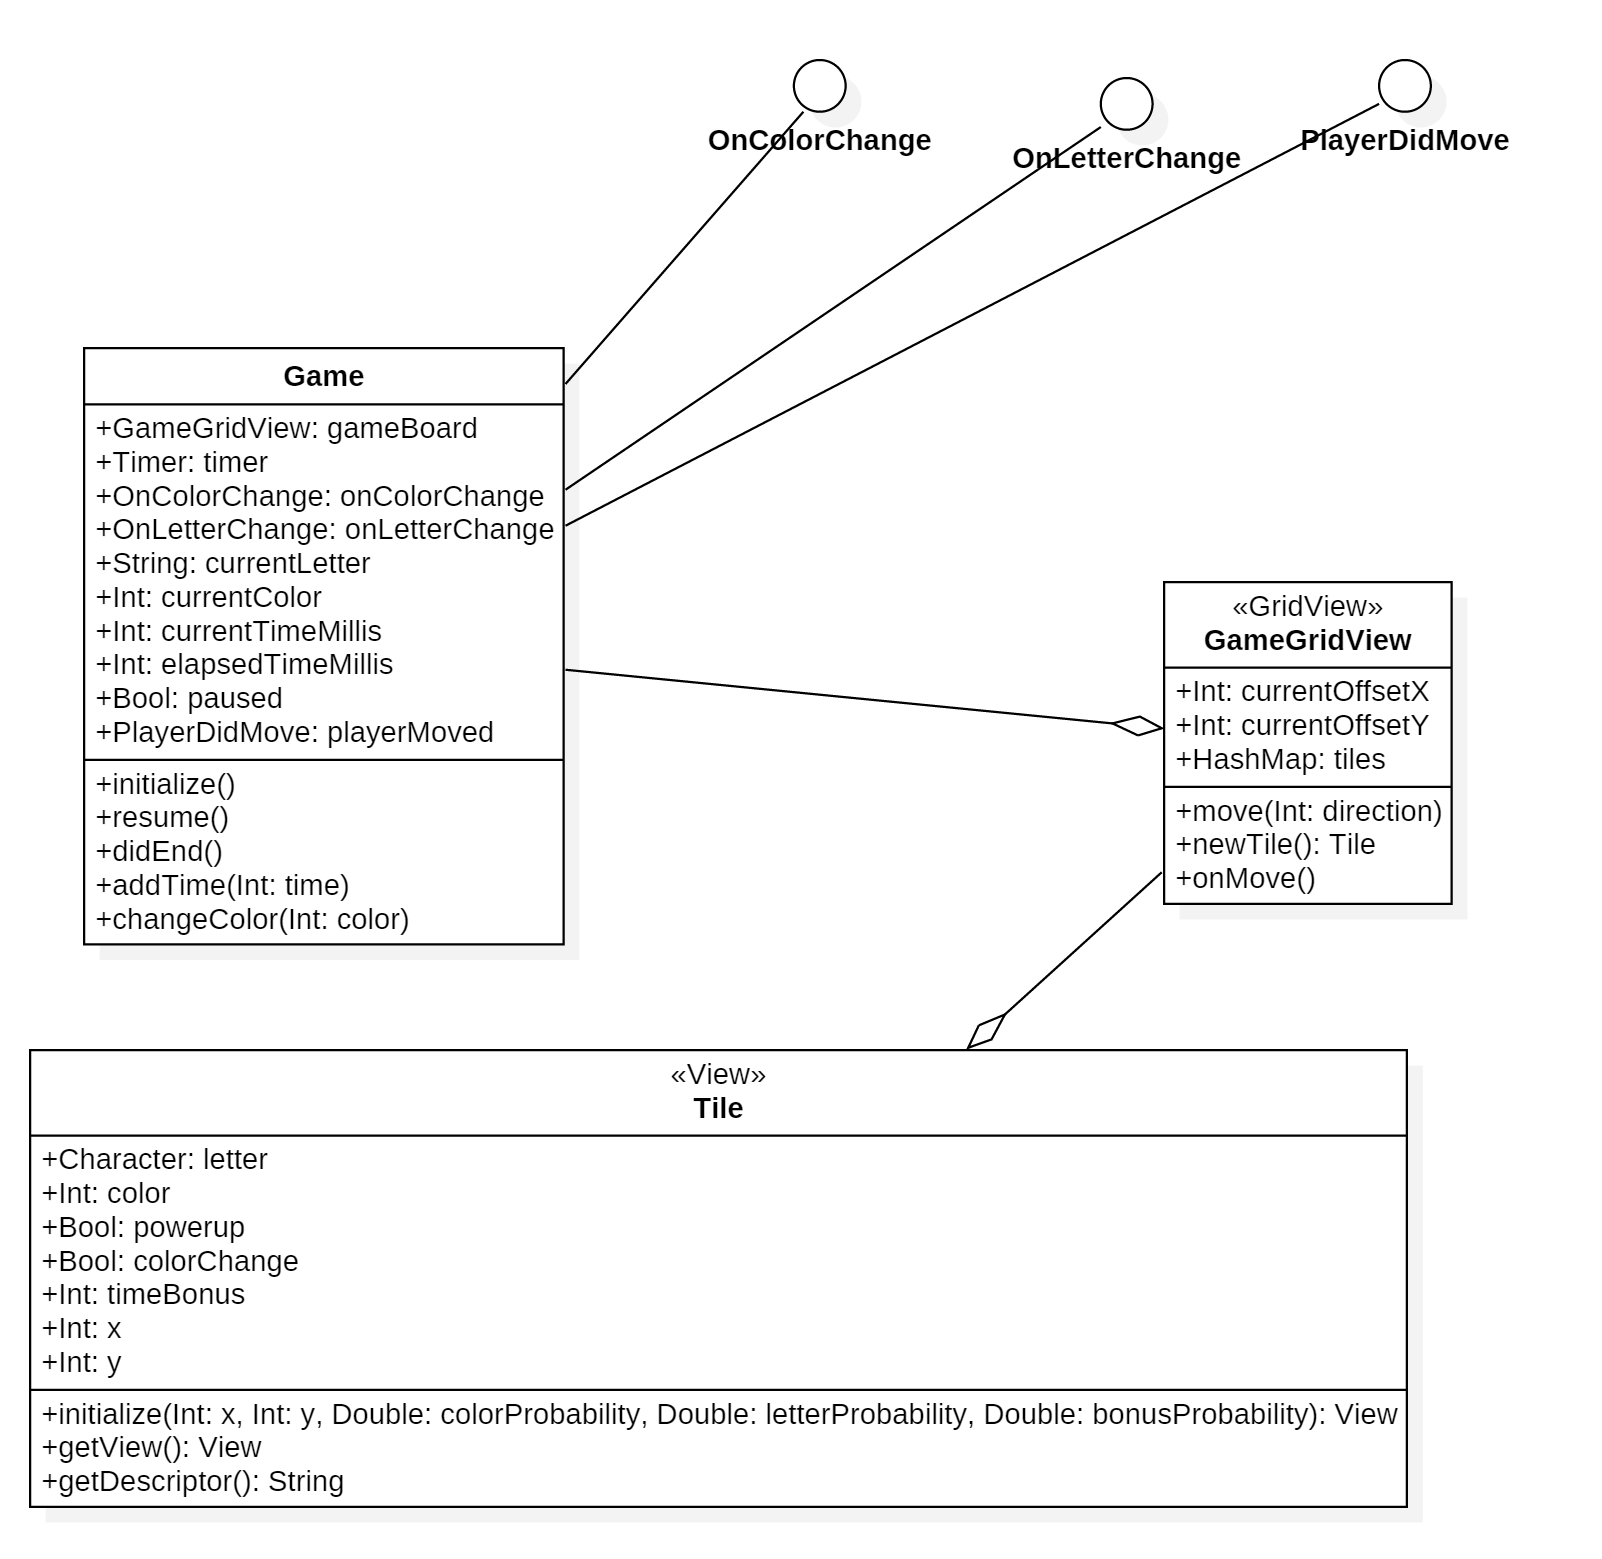 OnColorChange
OnLetterChange
PlayerDidMove
Game
+GameGridView: gameBoard
+Timer: timer
+OnColorChange: onColorChange
+OnLetterChange: onLetterChange
+String: currentLetter
+Int: currentColor
+Int: currentTimeMillis
+Int: elapsedTimeMillis
+Bool: paused
+PlayerDidMove: playerMoved
+initialize()
+resume()
+didEnd()
+addTime(Int: time)
+changeColor(Int: color)
«GridView»
GameGridView
+Int: currentOffsetX
+Int: currentOffsetY
+HashMap: tiles
+move(Int: direction)
+newTile(): Tile
+onMove()
«View»
Tile
+Character: letter
+Int: color
+Bool: powerup
+Bool: colorChange
+Int: timeBonus
+Int: x
+Int: y
+initialize(Int: x, Int: y, Double: colorProbability, Double: letterProbability, Double: bonusProbability): View
+getView(): View
+getDescriptor(): String